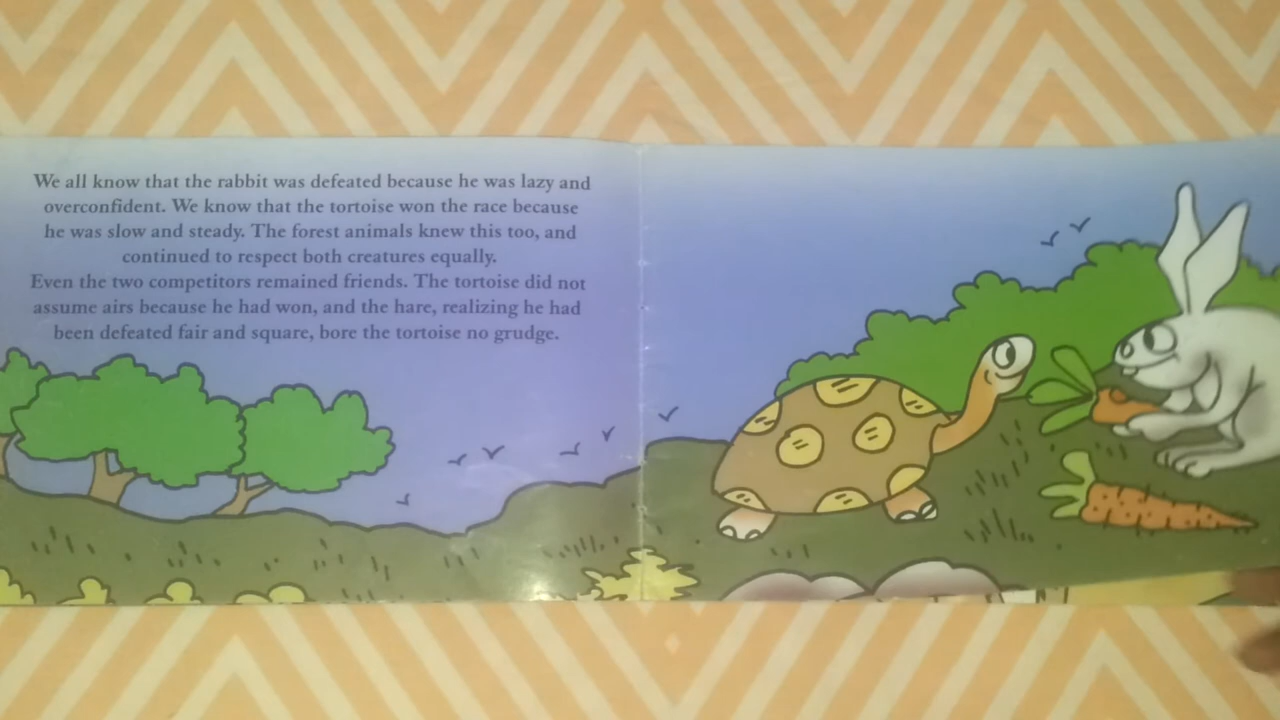 We all know that the rabbit was defeated because he was lazy and
overconfident. We know that the tortoise won the race because
he was slow and steady. The forest animals knew this too, and
continued to respect both creatures equally.
Even the two competitors remained friends. The tortoise did not
assume airs because he had won, and the hare, realizing he had
been defeated fair and square, bore the tortoise no grudge.